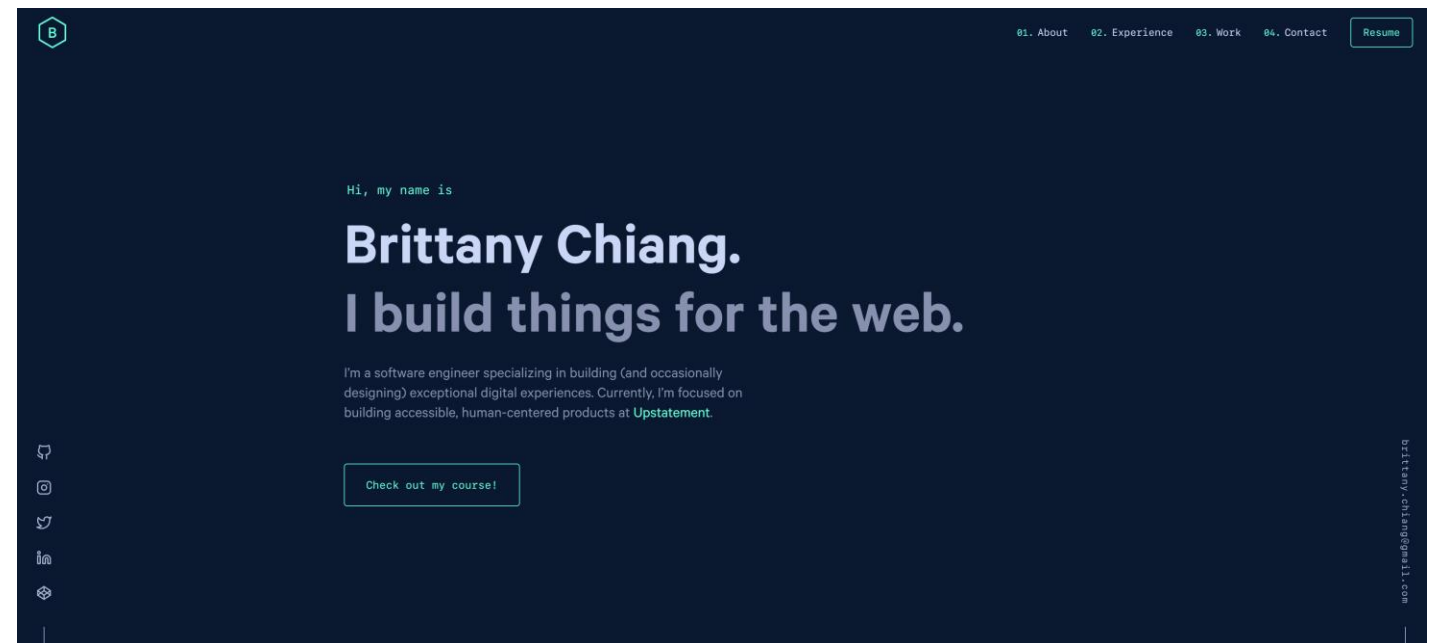 B
01. About 02. Experience 03. Work 04. Contact Resume
Hi, my name is
Brittany Chiang.
I build things for the web.
I'm a software engineer specializing in building (and occasionally
designing) exceptional digital experiences. Currently, I'm focused on
building accessible, human-centered products at Upstatement.
Check out my course!
brittany.chiang@gmail.com